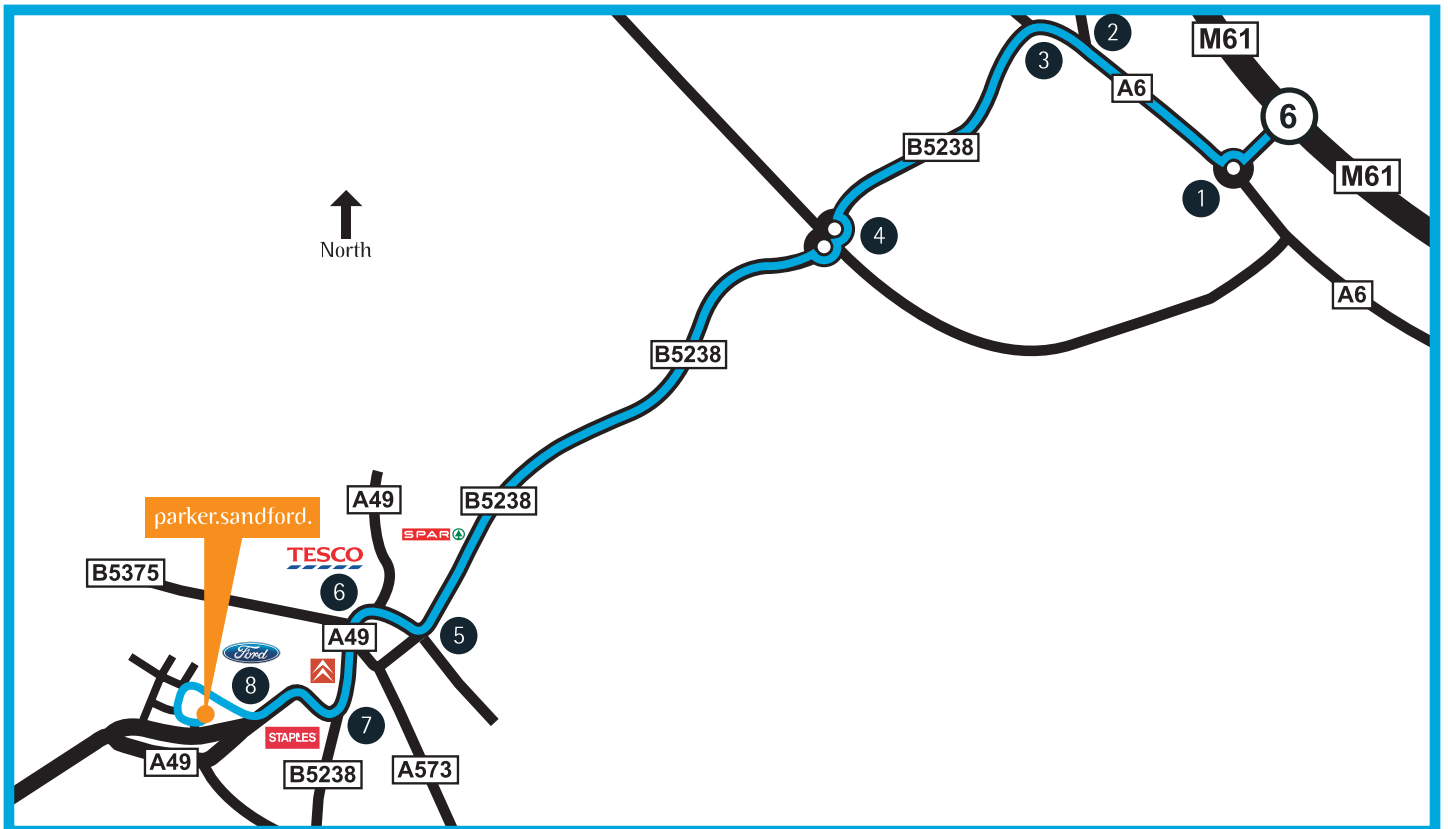 2
M61
3
A6
6
B5238
M61
1
4
North
A6
B5238
A49
B5238
parker.sandford.
SPAR
TESCO
B5375
6
A49
5
Ford
8
7
STAPLES
A49
B5238
A573